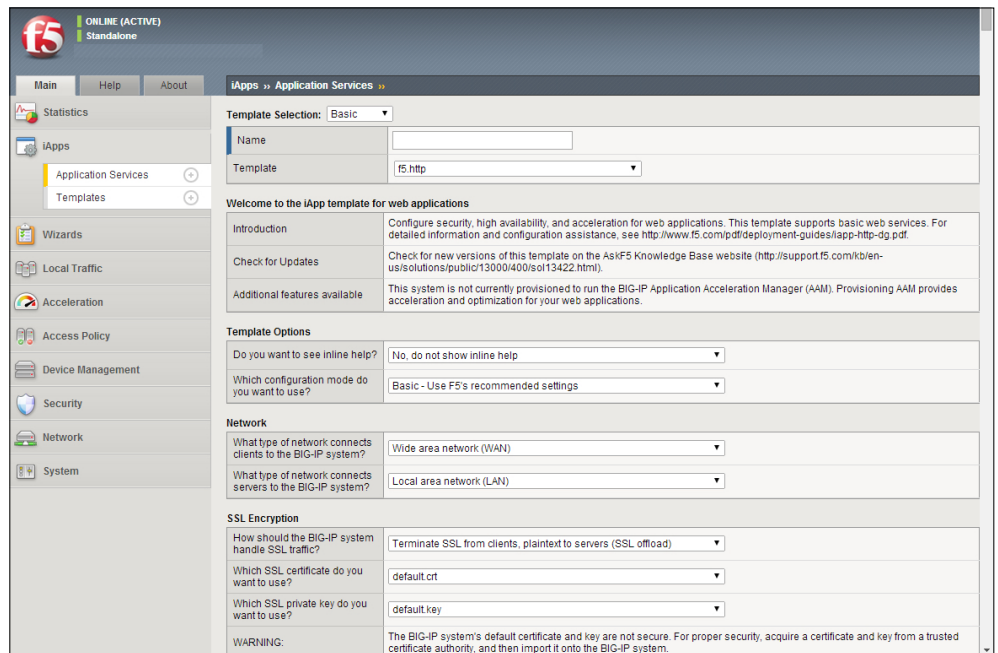 f5
ONLINE (ACTIVE)
Standalone
Main
Help
About
iApps ›› Application Services ››
Statistics
iApps
Application Services
Templates
Wizards
Local Traffic
Acceleration
Access Policy
Device Management
Security
Network
System
Template Selection: Basic
Name
Template
f5.http
Welcome to the iApp template for web applications
Introduction
Configure security, high availability, and acceleration for web applications. This template supports basic web services. For
detailed information and configuration assistance, see http://www.f5.com/pdf/deployment-guides/iapp-http-dg.pdf.
Check for Updates
Check for new versions of this template on the AskF5 Knowledge Base website (http://support.f5.com/kb/en-
us/solutions/public/13000/400/sol13422.html).
Additional features available
This system is not currently provisioned to run the BIG-IP Application Acceleration Manager (AAM). Provisioning AAM provides
acceleration and optimization for your web applications.
Template Options
Do you want to see inline help?
No, do not show inline help
Which configuration mode do
you want to use?
Basic - Use F5's recommended settings
Network
What type of network connects
clients to the BIG-IP system?
Wide area network (WAN)
What type of network connects
servers to the BIG-IP system?
Local area network (LAN)
SSL Encryption
How should the BIG-IP system
handle SSL traffic?
Terminate SSL from clients, plaintext to servers (SSL offload)
Which SSL certificate do you
want to use?
default.crt
Which SSL private key do you
want to use?
default.key
WARNING:
The BIG-IP system's default certificate and key are not secure. For proper security, acquire a certificate and key from a trusted
certificate authority, and then import it onto the BIG-IP system.